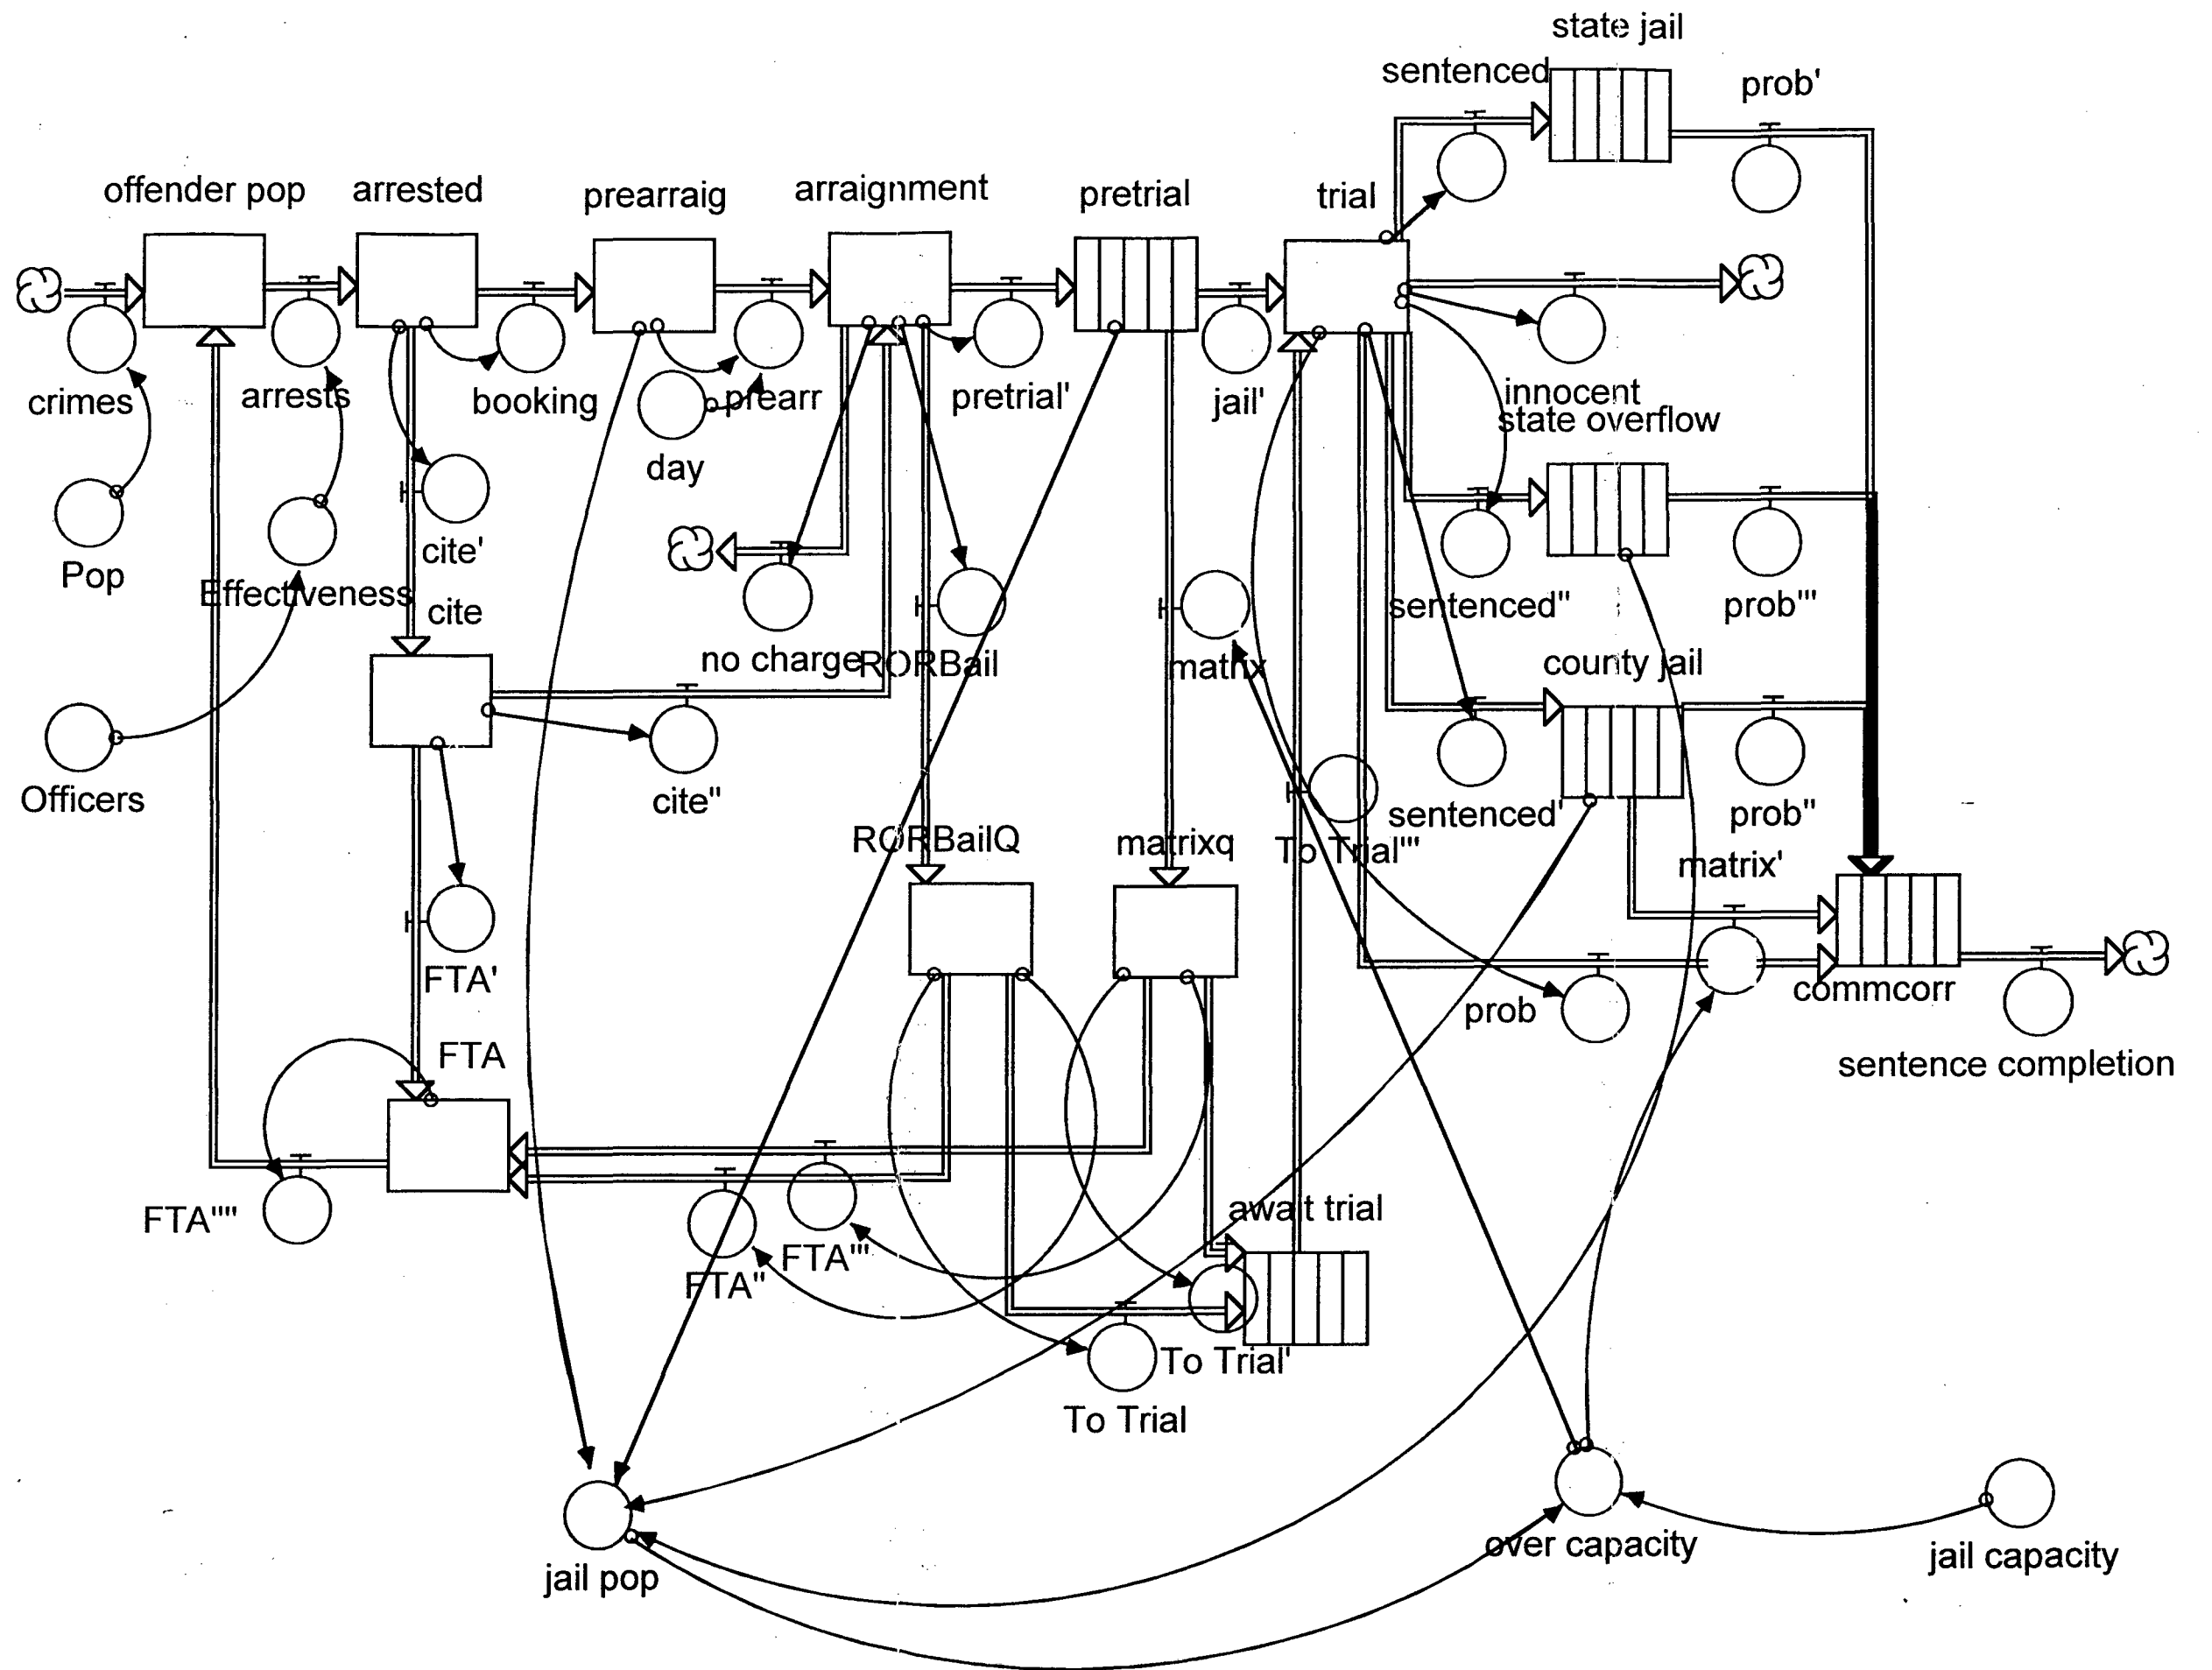 state jail
sentenced
prob'
offender pop
arrested
prearraig
arraignment
pretrial
trial
crimes
arrests
booking
prearr
pretrial'
jail'
innocent
state overflow
day
Pop
cite'
Effectiveness
cite
sentenced"
prob'''
no charge
RORBail
matrix
county jail
Officers
cite"
sentenced'
prob"
RORBailQ
matrixq
To Trial'''
matrix'
FTA'
commcorr
prob
FTA
sentence completion
FTA""
await trial
FTA'''
FTA"
To Trial'
To Trial
over capacity
jail capacity
jail pop